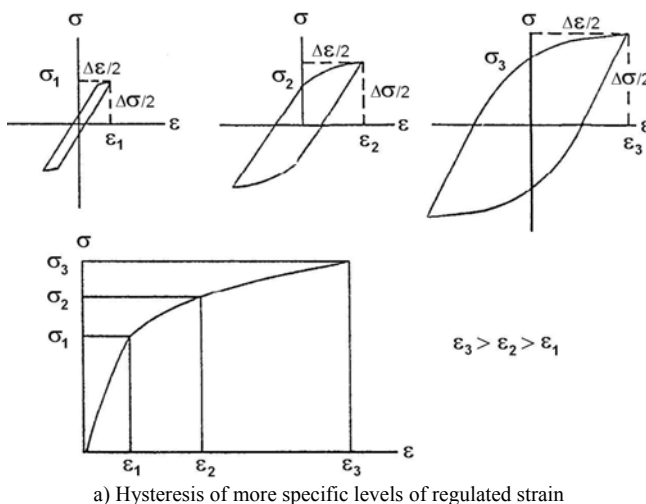 σ
σ₁
Δε/2
Δσ/2
ε
ε₁
σ
σ₂
Δε/2
Δσ/2
ε
ε₂
σ
σ₃
Δε/2
Δσ/2
ε
ε₃
σ
σ₃
σ₂
σ₁
ε₁
ε₂
ε₃
ε
ε₃ > ε₂ > ε₁
a) Hysteresis of more specific levels of regulated strain